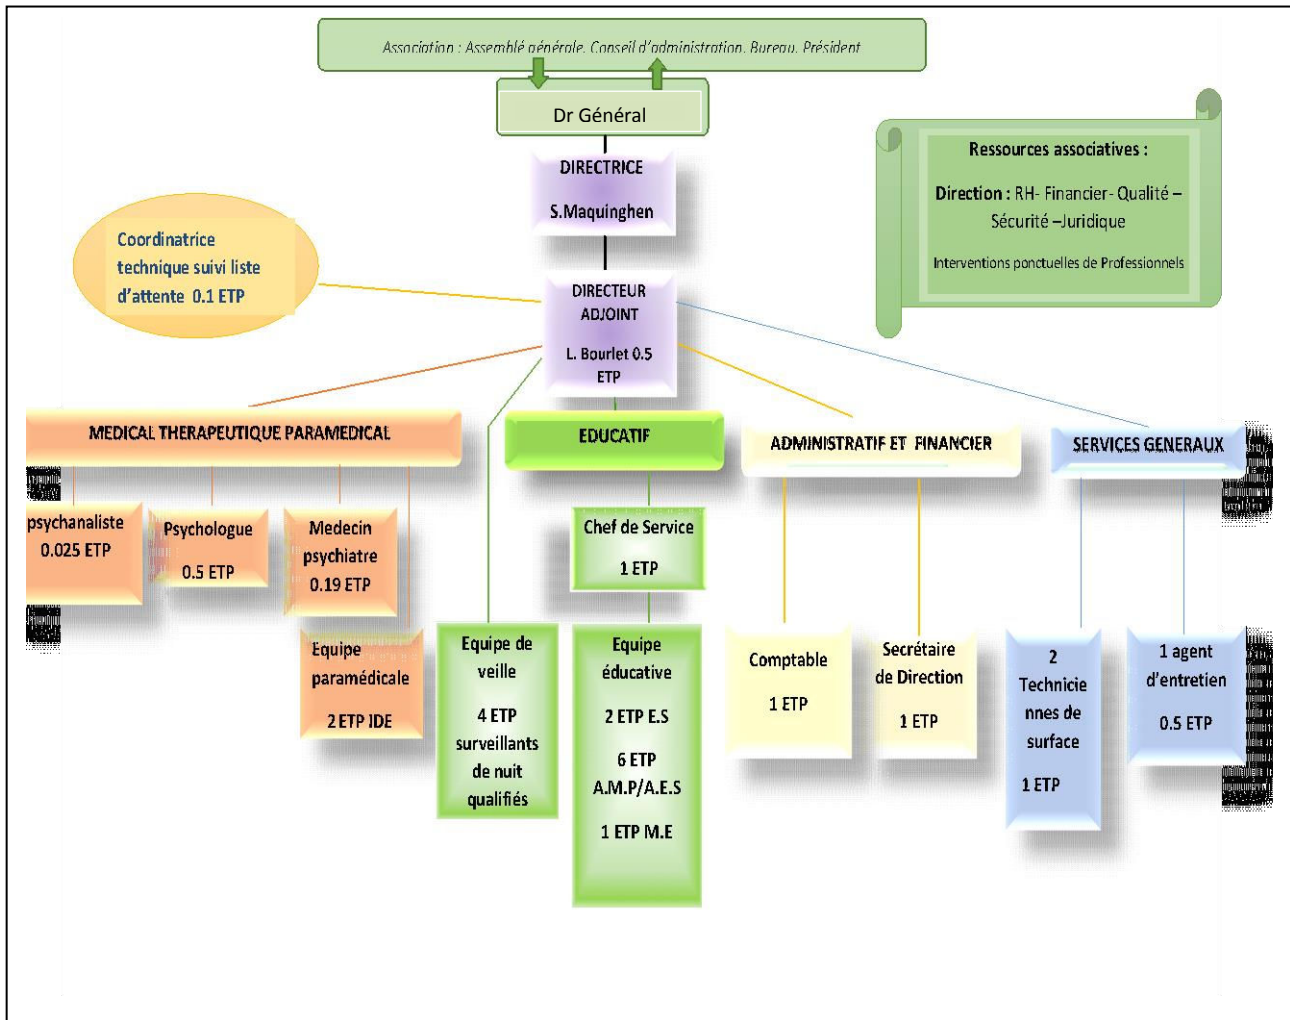 Association : Assemblé générale. Conseil d'administration. Bureau. Président
Dr Général
DIRECTRICE
S.Maquinghen
Ressources associatives :
Direction : RH- Financier- Qualité –
Sécurité –Juridique
Interventions ponctuelles de Professionnels
Coordinatrice
technique suivi liste
d'attente 0.1 ETP
DIRECTEUR
ADJOINT
L. Bourlet 0.5
ETP
MEDICAL THERAPEUTIQUE PARAMEDICAL
EDUCATIF
ADMINISTRATIF ET FINANCIER
SERVICES GENERAUX
psychanaliste
0.025 ETP
Psychologue
0.5 ETP
Medecin
psychiatre
0.19 ETP
Chef de Service
1 ETP
Equipe
paramédicale
2 ETP IDE
Equipe de
veille
4 ETP
surveillants
de nuit
qualifiés
Equipe
éducative
2 ETP E.S
6 ETP
A.M.P/A.E.S
1 ETP M.E
Comptable
1 ETP
Secrétaire
de Direction
1 ETP
2
Technicie
nnes de
surface
1 ETP
1 agent
d'entretien
0.5 ETP